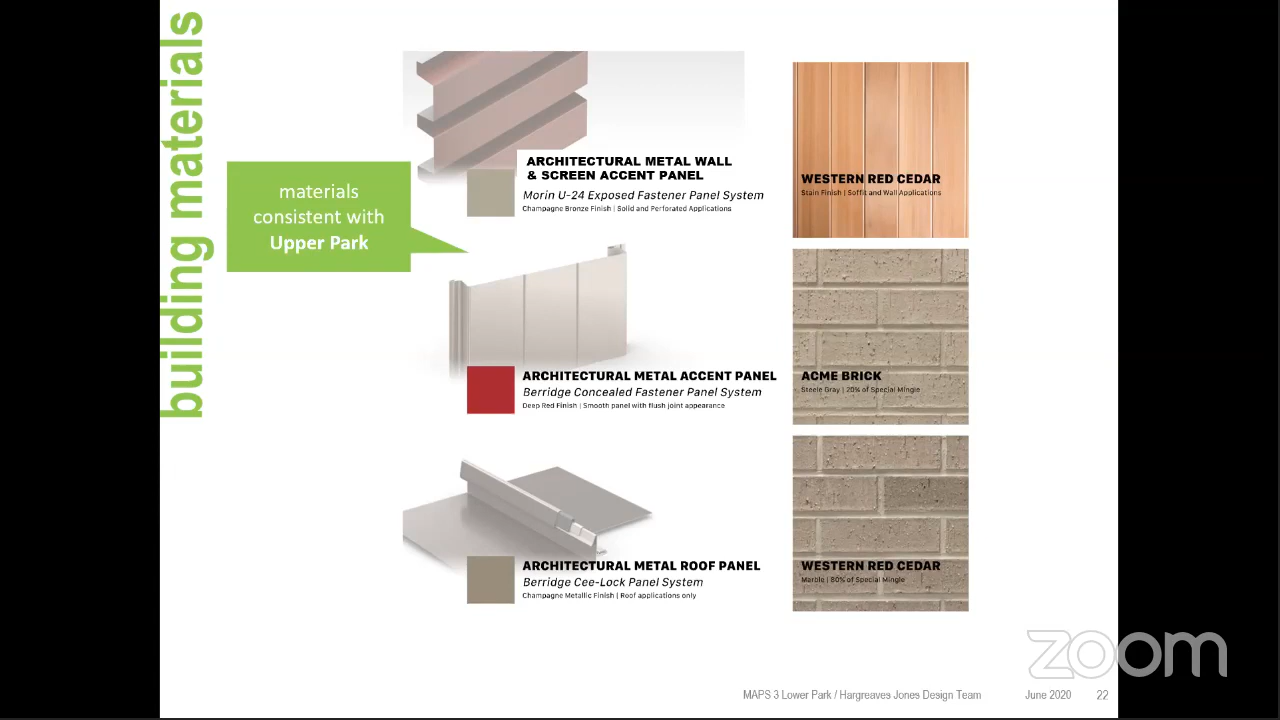 building materials
materials
consistent with
Upper Park
ARCHITECTURAL METAL WALL
& SCREEN ACCENT PANEL
Morin U-24 Exposed Fastener Panel System
Champagne Bronze Finish | Solid and Perforated Applications
ARCHITECTURAL METAL ACCENT PANEL
Berridge Concealed Fastener Panel System
Deep Red Finish | Smooth panel with flush joint appearance
ARCHITECTURAL METAL ROOF PANEL
Berridge Cee-Lock Panel System
Champagne Metallic Finish | Roof applications only
WESTERN RED CEDAR
Stain Finish | Soffit and Wall Applications
ACME BRICK
Steele Gray | 20% of Special Mingle
WESTERN RED CEDAR
Marble | 80% of Special Mingle
zoom
MAPS 3 Lower Park / Hargreaves Jones Design Team June 2020 22